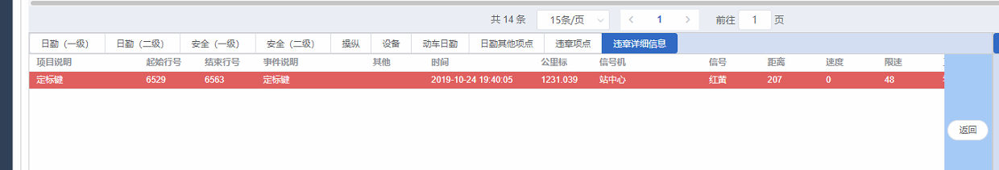 共 14 条 15条/页 1 前往 1 页
日勤（一级） 日勤（二级） 安全（一级） 安全（二级） 操纵 设备 动车日勤 日勤其他项点 违章项点 违章详细信息
项目说明 起始行号 结束行号 事件说明 其他 时间 公里标 信号机 信号 距离 速度 限速
定标键 6529 6563 定标键 2019-10-24 19:40:05 1231.039 站中心 红黄 207 0 48
返回